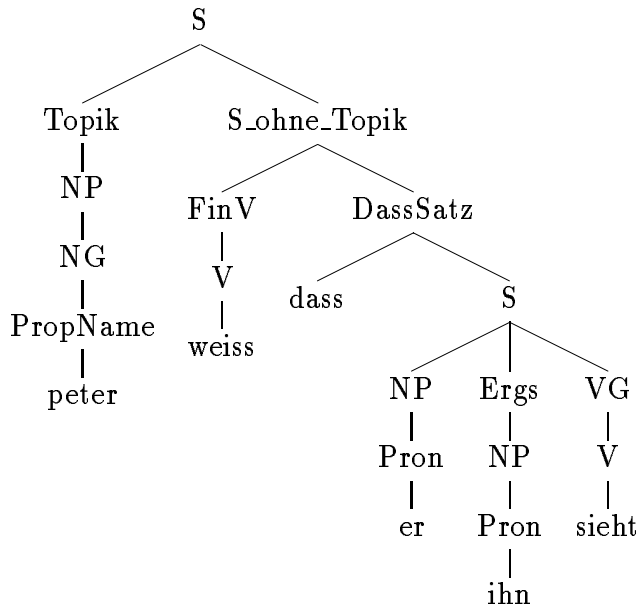 S
Topik S_ohne_Topik
NP FinV DassSatz
NG V dass S
PropName weiss
peter NP Ergs VG
Pron NP V
er Pron sieht
ihn